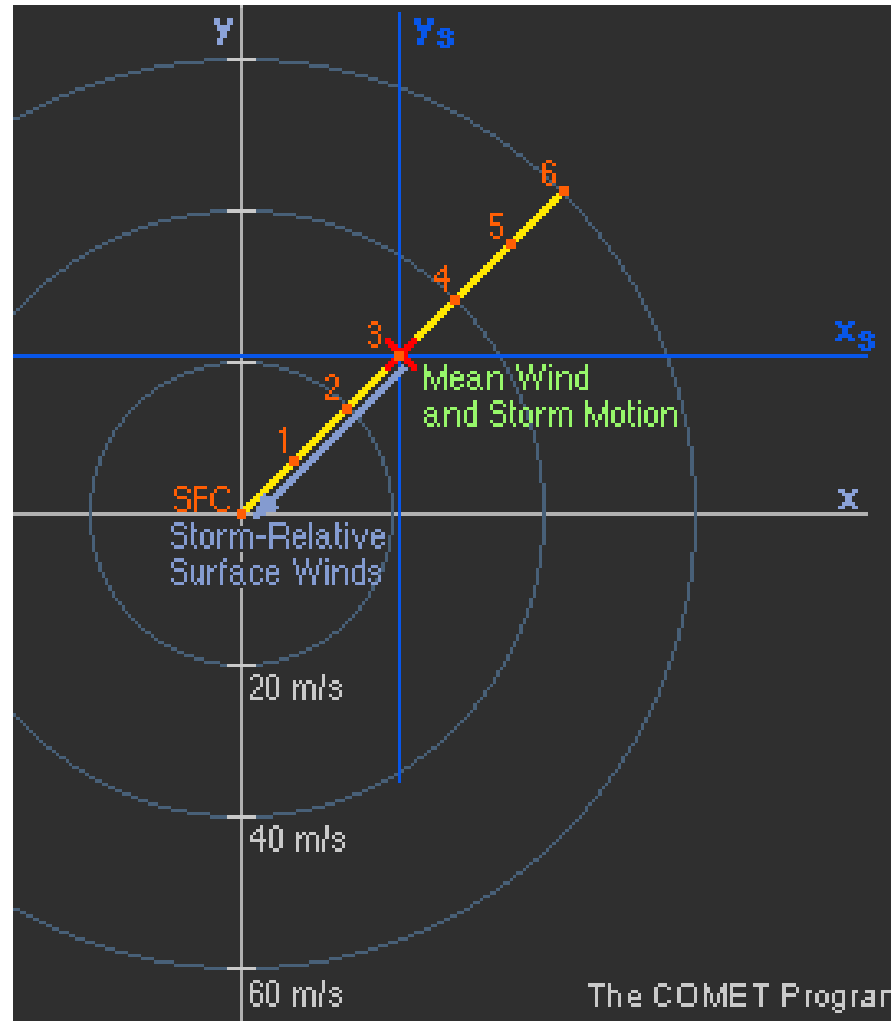 y
ys
6
5
4
xs
3
Mean Wind
and Storm Motion
2
1
SFC
x
Storm-Relative
Surface Winds
20 m/s
40 m/s
60 m/s
The COMET Progran